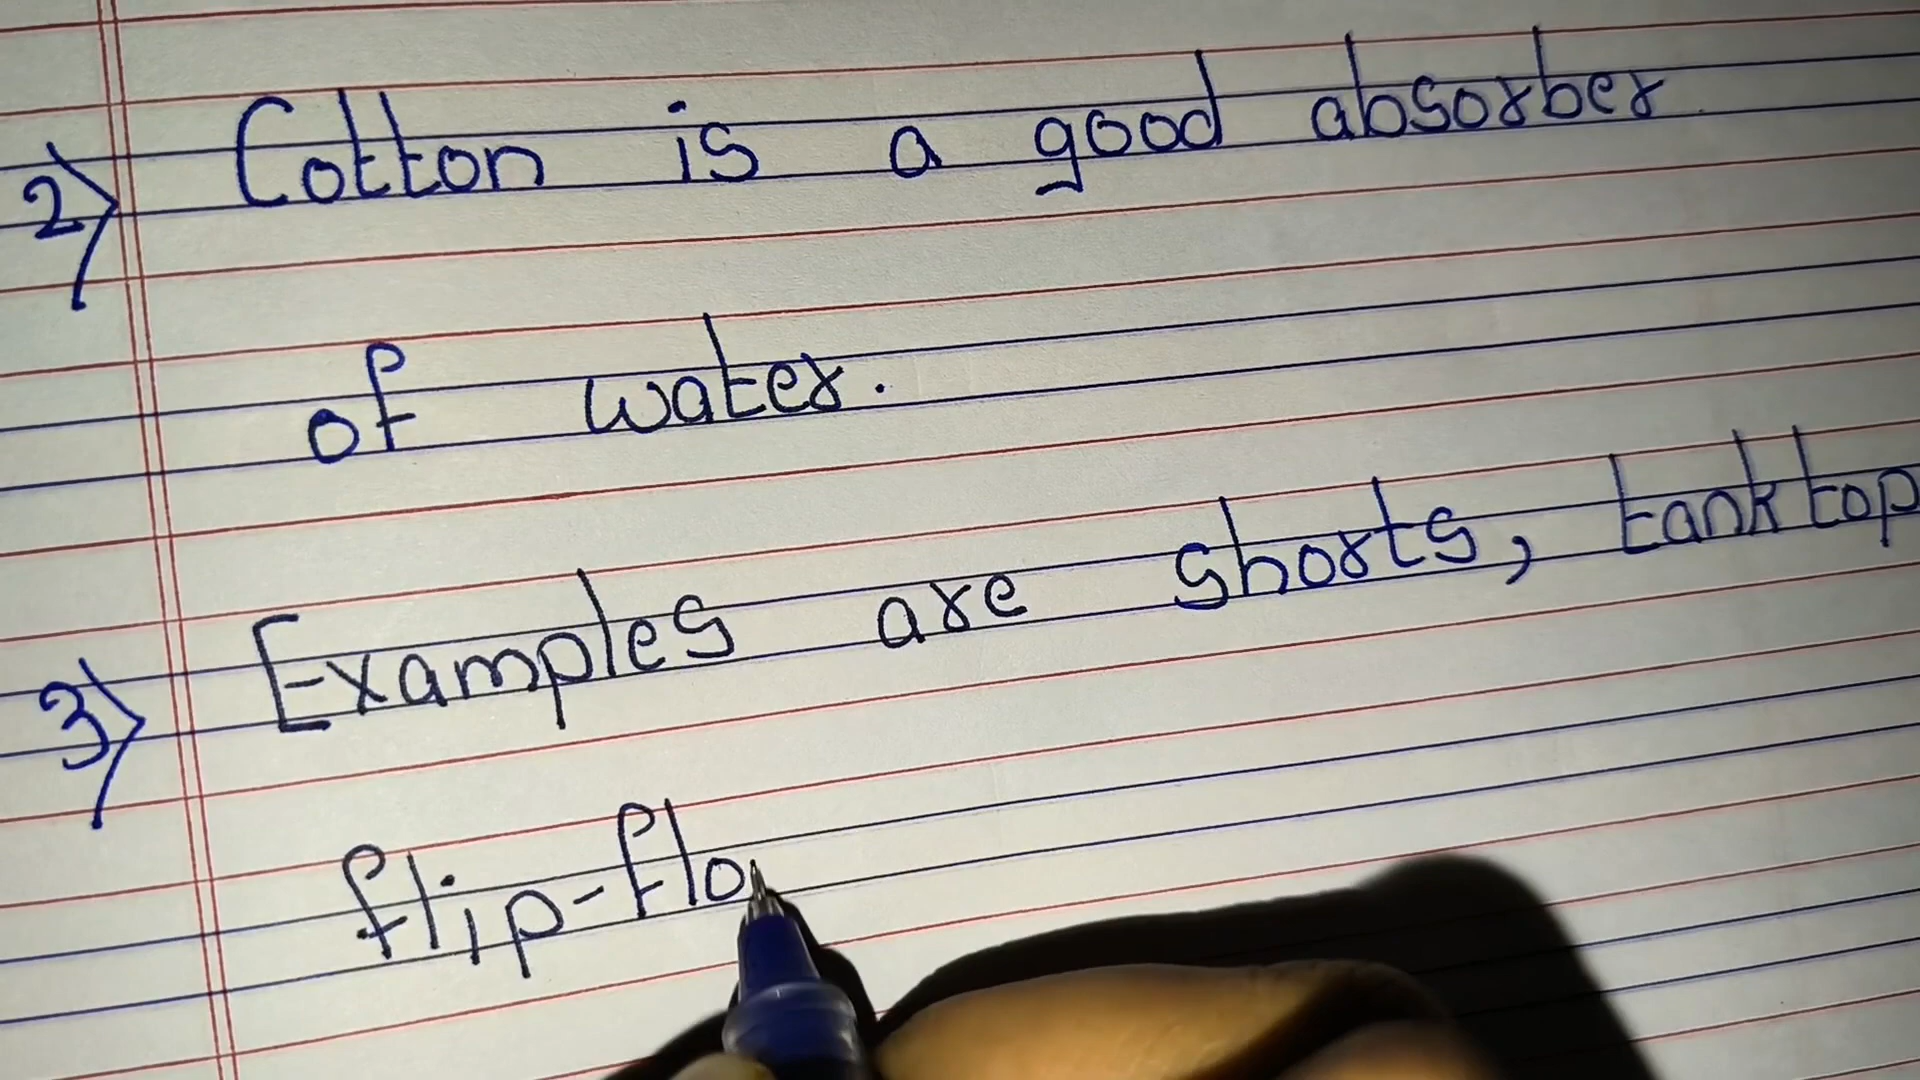 2) Cotton is a good absorber
of water.
3) Examples are shorts, tank top
flip-flo